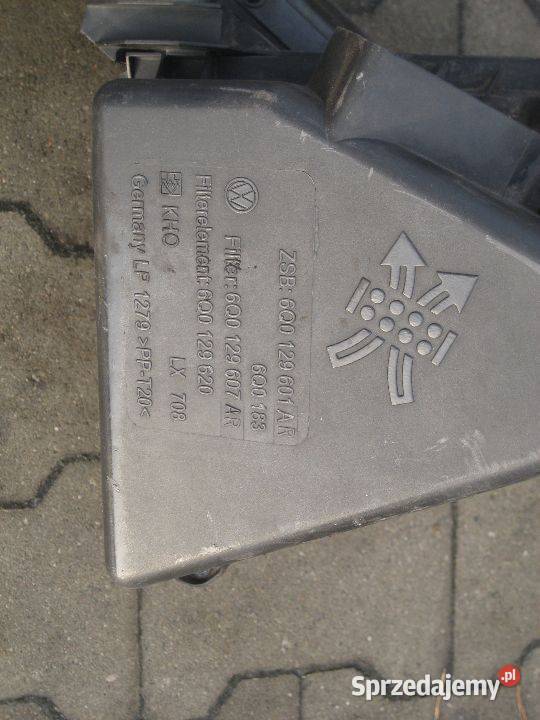 ZSB: 6Q0 129 601 AR
6Q0 183
Filter: 6Q0 129 607 AR
Filterelement: 6Q0 129 620
LX 708
KHO
Germany LF 1279 >PP-T20<
Sprzedajemy.pl